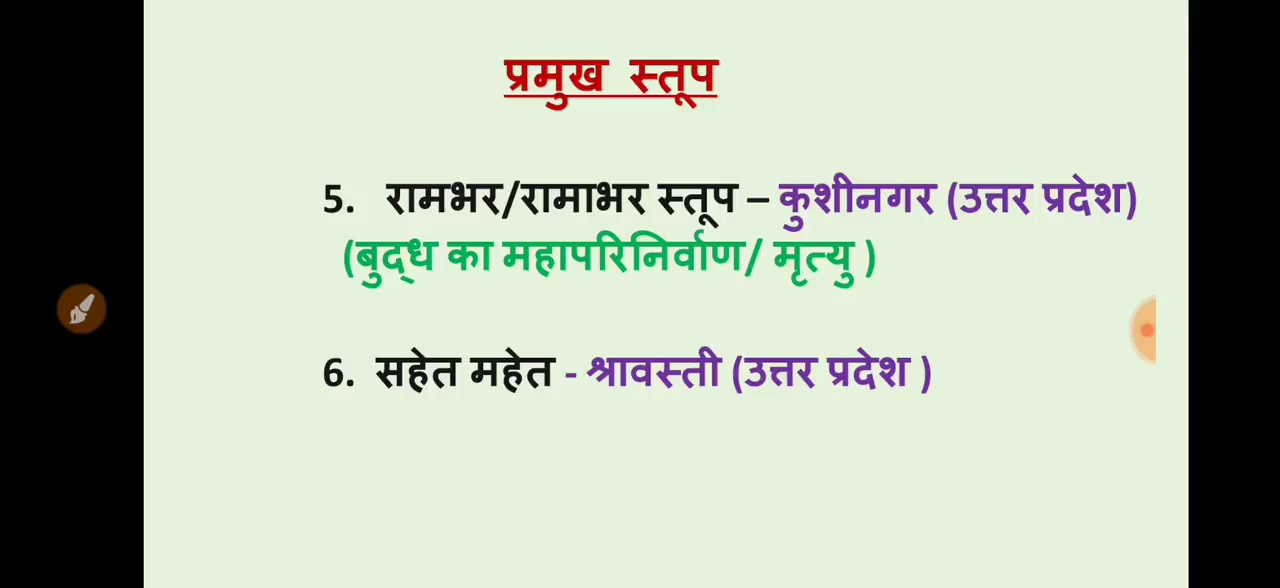 प्रमुख स्तूप
5. रामभर/रामाभर स्तूप – कुशीनगर (उत्तर प्रदेश)
(बुद्ध का महापरिनिर्वाण/ मृत्यु )
6. सहेत महेत - श्रावस्ती (उत्तर प्रदेश )